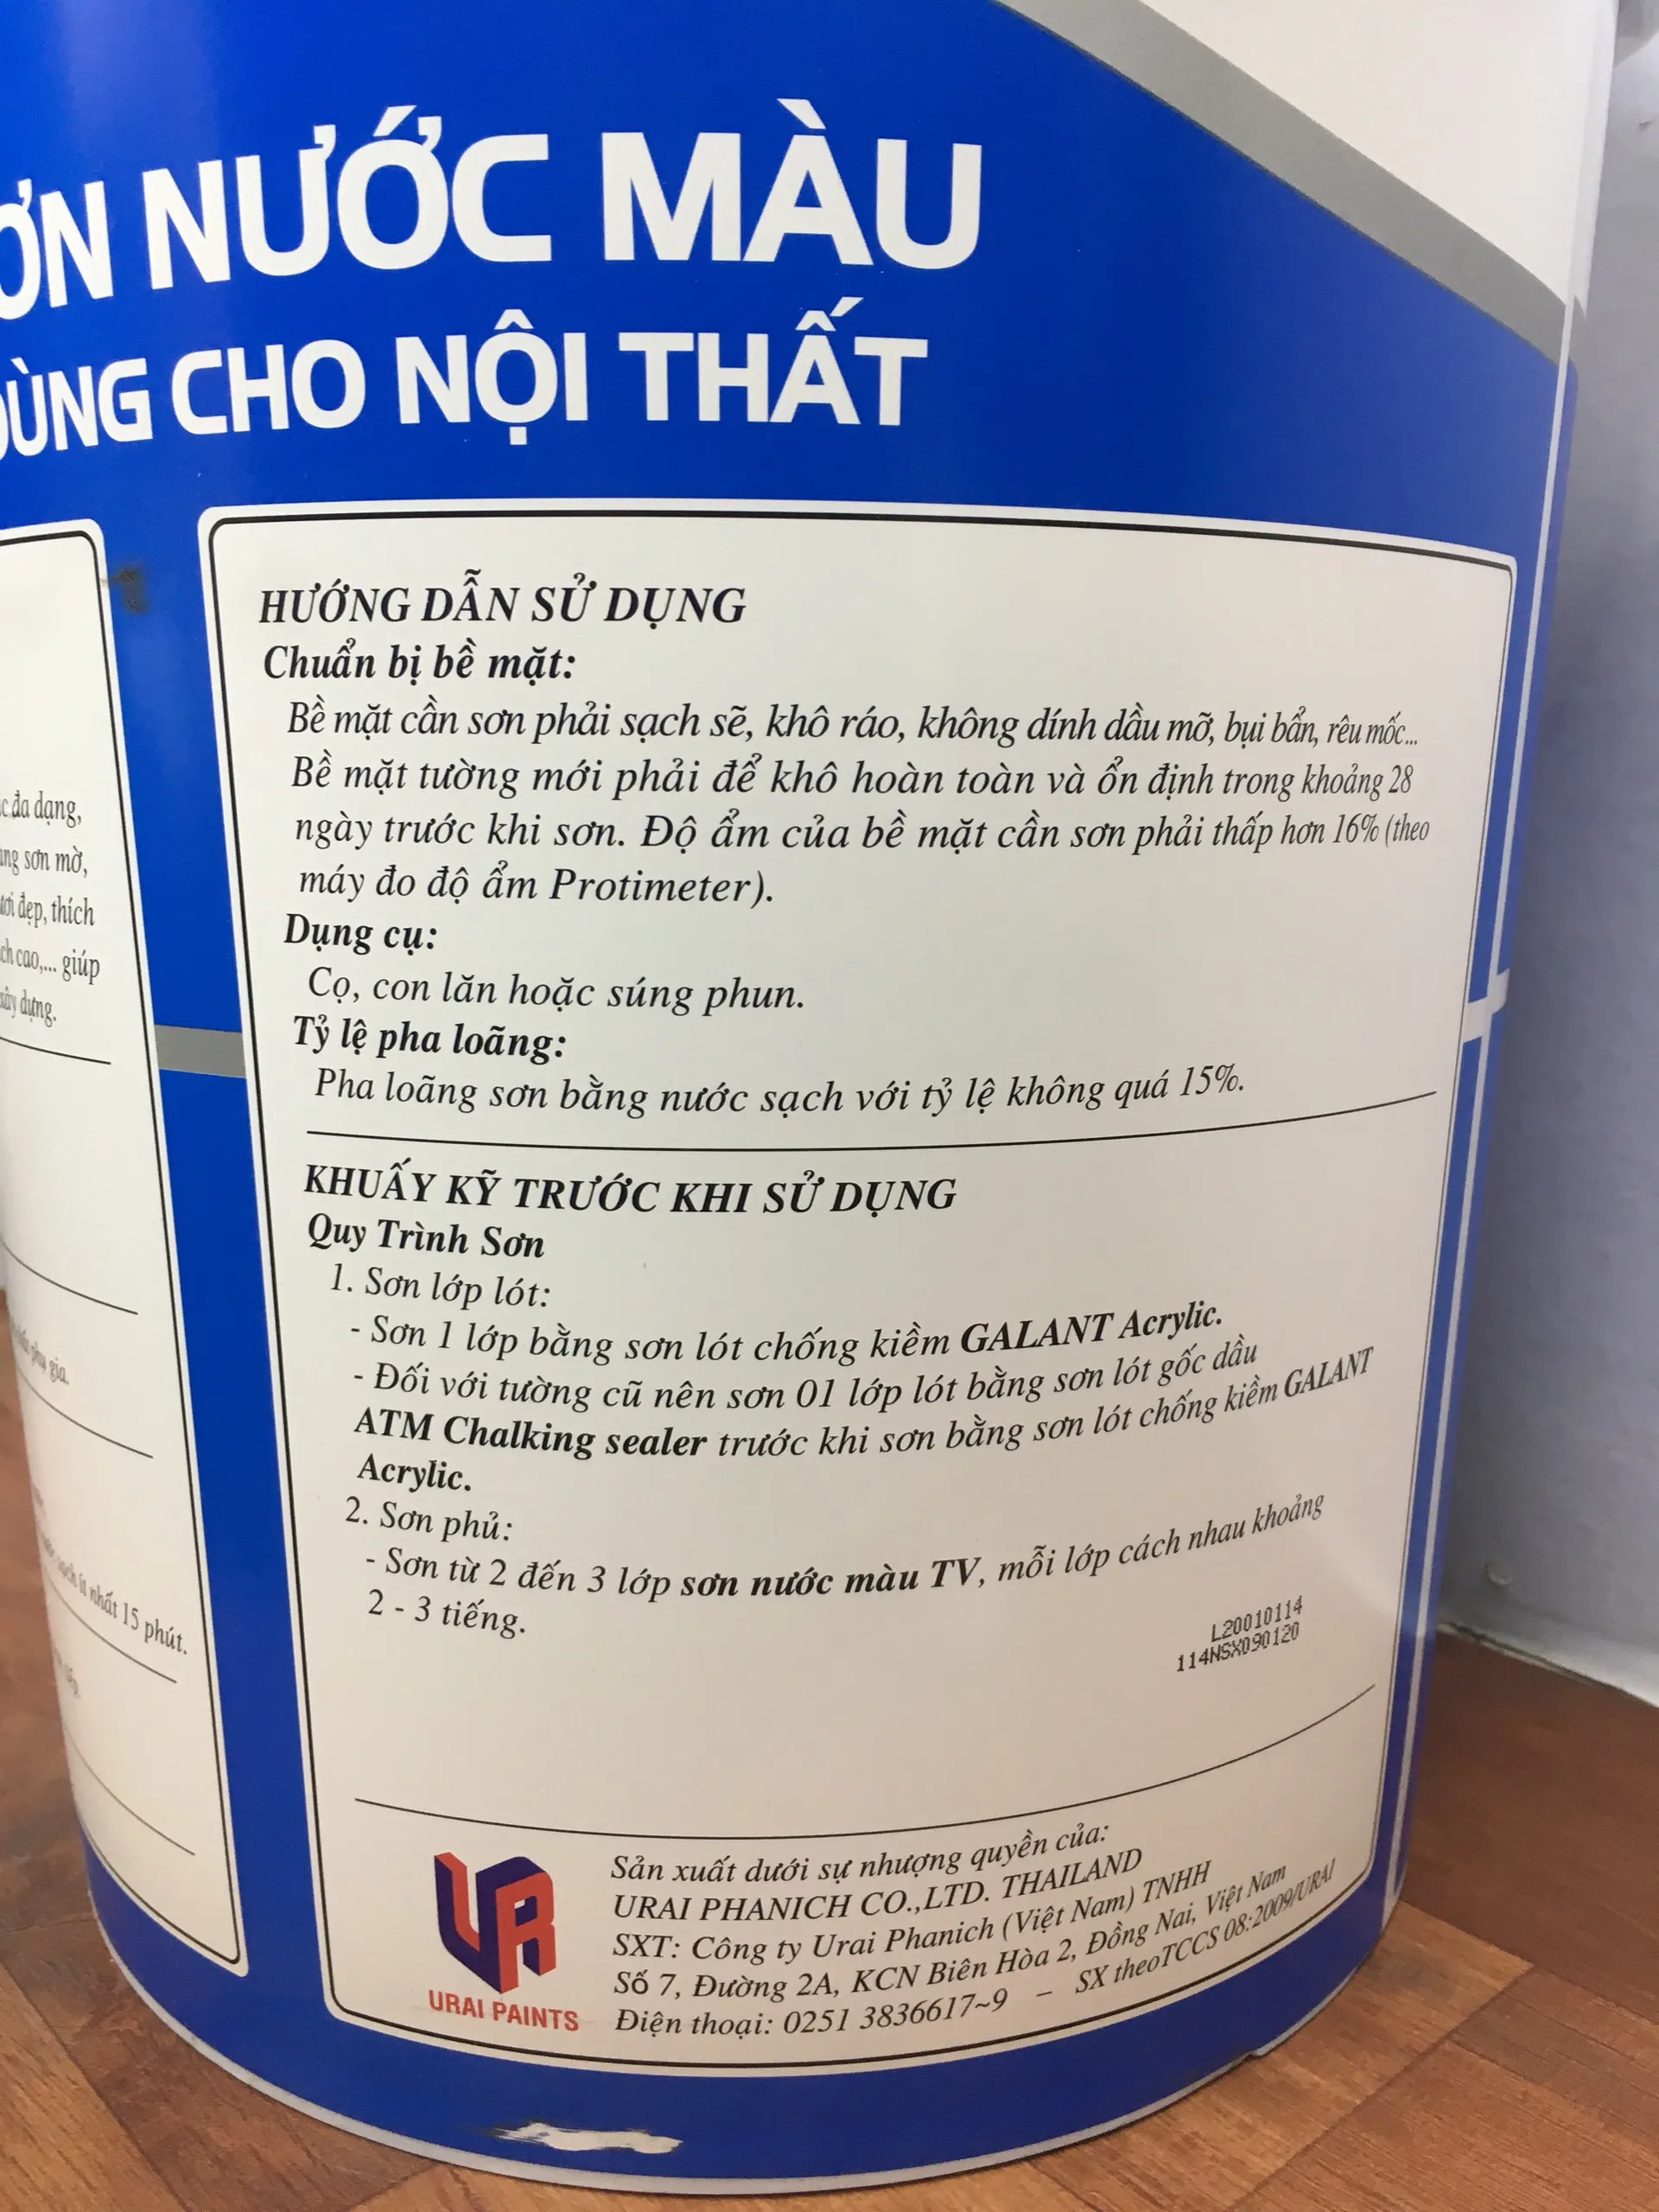 NƯỚC MÀU
DÙNG CHO NỘI THẤT
đa dạng,
sơn mờ,
đẹp, thích
cao,... giúp
dựng.
phụ gia.
ít nhất 15 phút.
HƯỚNG DẪN SỬ DỤNG
Chuẩn bị bề mặt:
Bề mặt cần sơn phải sạch sẽ, khô ráo, không dính dầu mỡ, bụi bẩn, rêu mốc...
Bề mặt tường mới phải để khô hoàn toàn và ổn định trong khoảng 28
ngày trước khi sơn. Độ ẩm của bề mặt cần sơn phải thấp hơn 16% (theo
máy đo độ ẩm Protimeter).
Dụng cụ:
Cọ, con lăn hoặc súng phun.
Tỷ lệ pha loãng:
Pha loãng sơn bằng nước sạch với tỷ lệ không quá 15%.
KHUẤY KỸ TRƯỚC KHI SỬ DỤNG
Quy Trình Sơn
1. Sơn lớp lót:
- Sơn 1 lớp bằng sơn lót chống kiềm GALANT Acrylic.
- Đối với tường cũ nên sơn 01 lớp lót bằng sơn lót gốc dầu
ATM Chalking sealer trước khi sơn bằng sơn lót chống kiềm GALANT
Acrylic.
2. Sơn phủ:
- Sơn từ 2 đến 3 lớp sơn nước màu TV, mỗi lớp cách nhau khoảng
2 - 3 tiếng.
L20010114
114NSX090120
UR
URAI PAINTS
Sản xuất dưới sự nhượng quyền của:
URAI PHANICH CO.,LTD. THAILAND
SXT: Công ty Urai Phanich (Việt Nam) TNHH
Số 7, Đường 2A, KCN Biên Hòa 2, Đồng Nai, Việt Nam
Điện thoại: 0251 3836617~9 – SX theoTCCS 08:2009/URAI